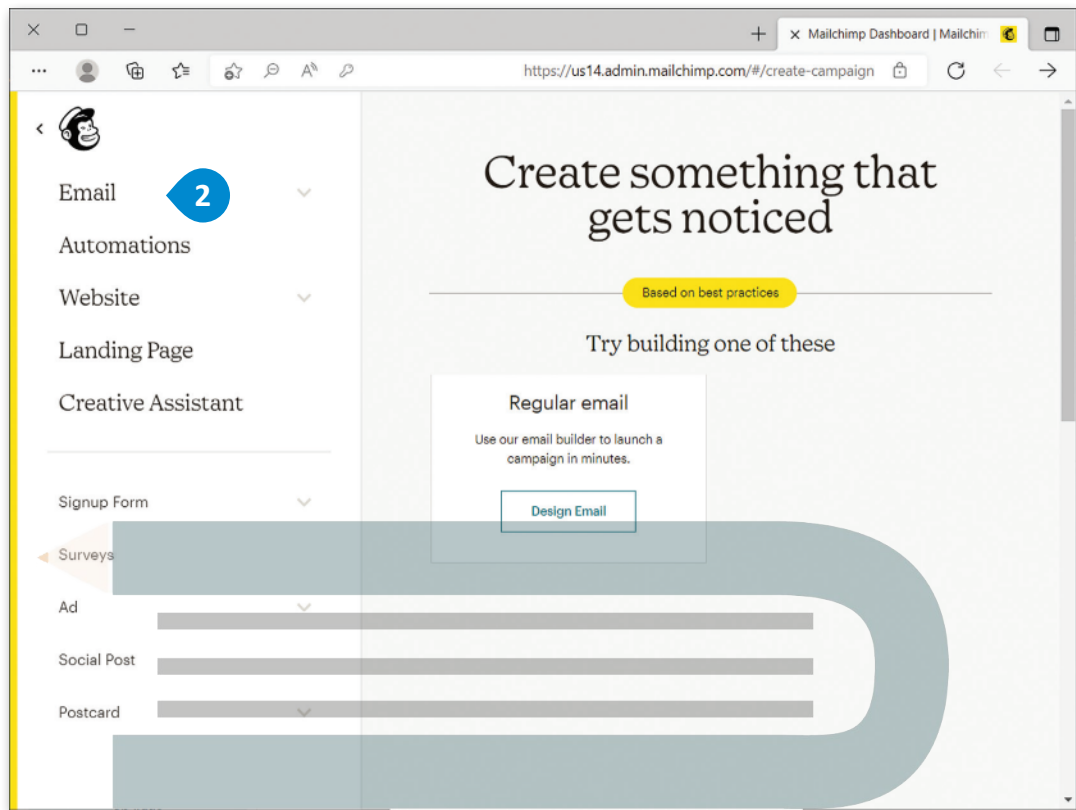 Mailchimp Dashboard | Mailchim
https://us14.admin.mailchimp.com/#/create-campaign
Email
2
Automations
Website
Landing Page
Creative Assistant
Signup Form
Surveys
Ad
Social Post
Postcard
Create something that
gets noticed
Based on best practices
Try building one of these
Regular email
Use our email builder to launch a
campaign in minutes.
Design Email